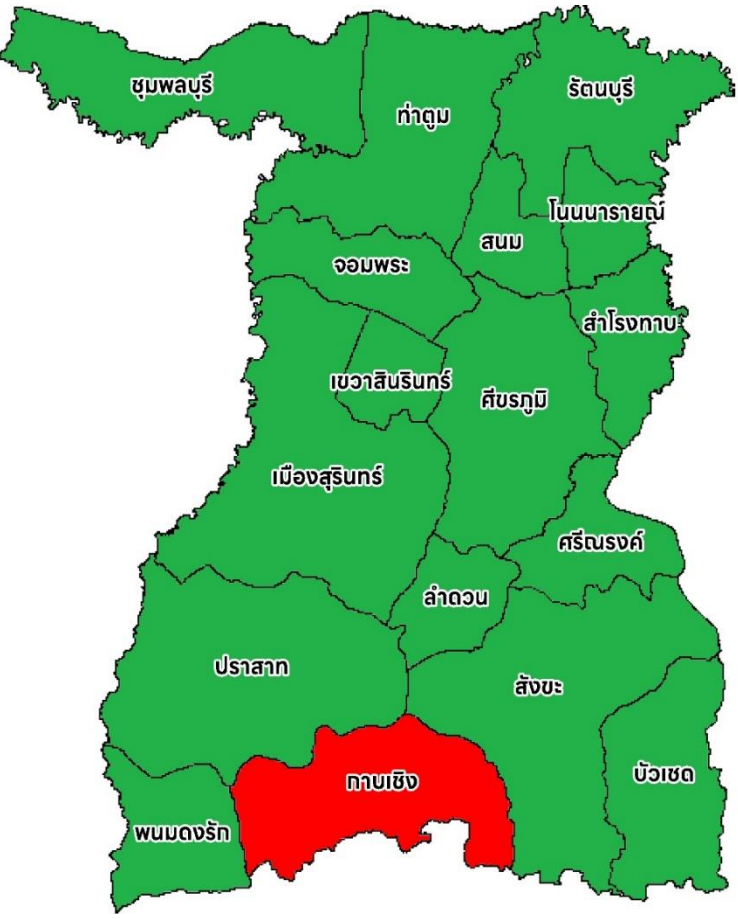 ชุมพลบุรี
รัตนบุรี
ท่าตูม
โนนนารายณ์
สนม
จอมพระ
สำโรงทาบ
เขวาสินรินทร์
ศีขรภูมิ
เมืองสุรินทร์
ศรีณรงค์
ลำดวน
ปราสาท
สังขะ
บัวเชด
กาบเชิง
พนมดงรัก